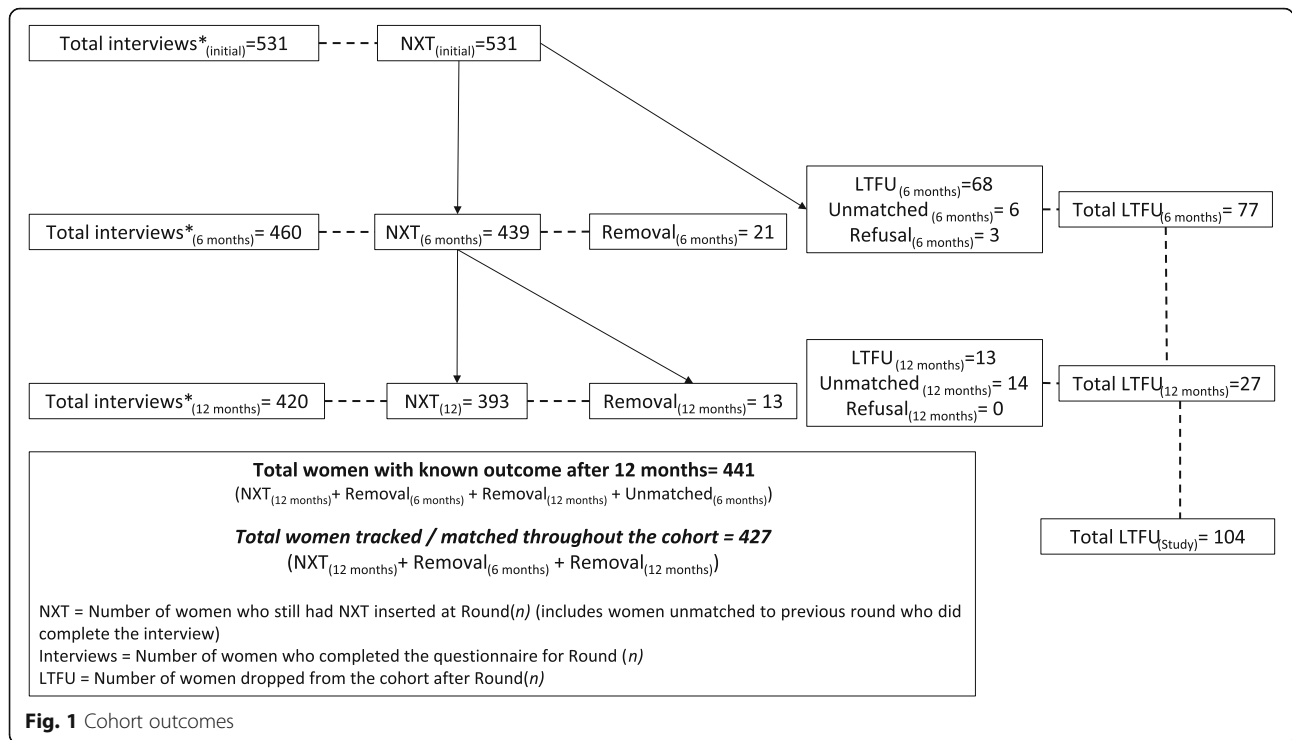 Total interviews*(initial)=531
NXT(initial)=531
LTFU(6 months)=68
Unmatched(6 months)= 6
Refusal(6 months)= 3
Total LTFU(6 months)= 77
Total interviews*(6 months)= 460
NXT(6 months)= 439
Removal(6 months)= 21
LTFU(12 months)=13
Unmatched(12 months)= 14
Refusal(12 months)= 0
Total LTFU(12 months)=27
Total interviews*(12 months)= 420
NXT(12)= 393
Removal(12 months)= 13
Total women with known outcome after 12 months= 441
(NXT(12 months)+ Removal(6 months) + Removal(12 months) + Unmatched(6 months))
Total women tracked / matched throughout the cohort = 427
(NXT(12 months)+ Removal(6 months) + Removal(12 months))
Total LTFU(Study)= 104
NXT = Number of women who still had NXT inserted at Round(n) (includes women unmatched to previous round who did
complete the interview)
Interviews = Number of women who completed the questionnaire for Round (n)
LTFU = Number of women dropped from the cohort after Round(n)
Fig. 1 Cohort outcomes